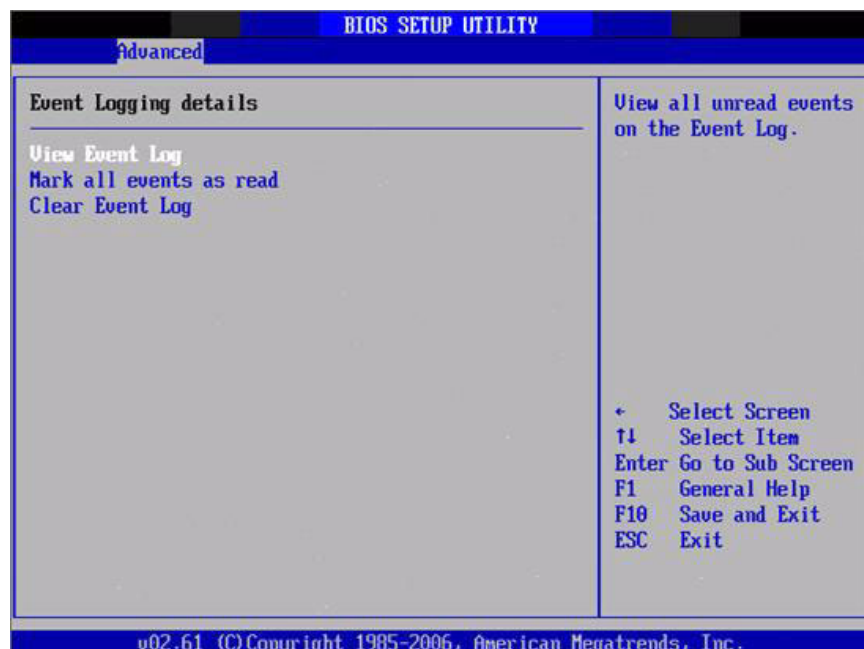 BIOS SETUP UTILITY
Advanced
Event Logging details
View Event Log
Mark all events as read
Clear Event Log
View all unread events
on the Event Log.
← Select Screen
↑↓ Select Item
Enter Go to Sub Screen
F1 General Help
F10 Save and Exit
ESC Exit
v02.61 (C)Copyright 1985-2006, American Megatrends, Inc.